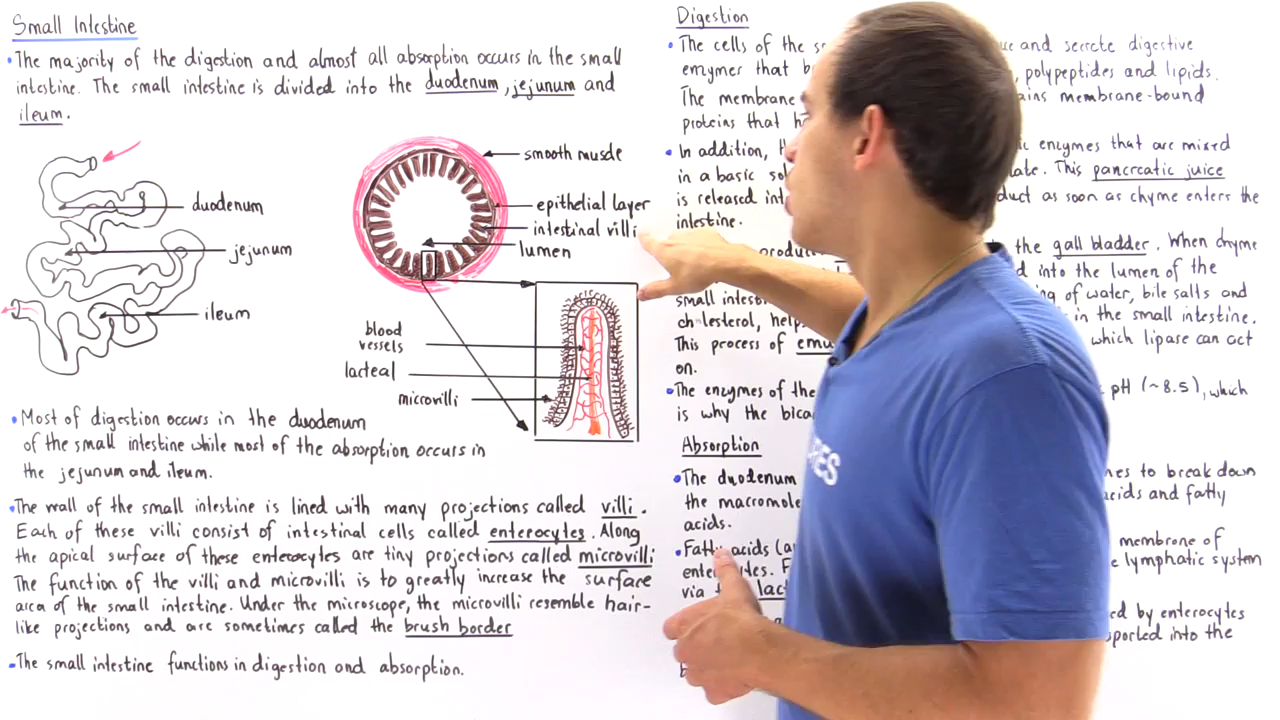 Small Intestine
• The majority of the digestion and almost all absorption occurs in the small
intestine. The small intestine is divided into the duodenum, jejunum and
ileum.
duodenum
jejunum
ileum
smooth muscle
epithelial layer
intestinal villi
lumen
blood
vessels
lacteal
microvilli
• Most of digestion occurs in the duodenum
of the small intestine while most of the absorption occurs in
the jejunum and ileum.
• The wall of the small intestine is lined with many projections called villi.
Each of these villi consist of intestinal cells called enterocytes. Along
the apical surface of these enterocytes are tiny projections called microvilli
The function of the villi and microvilli is to greatly increase the surface
area of the small intestine. Under the microscope, the microvilli resemble hair-
like projections and are sometimes called the brush border
• The small intestine functions in digestion and absorption.
Digestion
• The cells of the and secrete digestive
enzymes that polypeptides and lipids.
The membrane membrane-bound
proteins that
• In addition, enzymes that are mixed
in a basic This pancreatic juice
is released as soon as chyme enters the
intestine.
the gall bladder. When chyme
into the lumen of the
small of water, bile salts and
helps in the small intestine.
This process of which lipase can act
on.
• The enzymes of the pH (~8.5), which
is why the
Absorption
• The duodenum to break down
the and fatty
acids.
• Fatty acids membrane of
lymphatic system
via
by enterocytes
into the